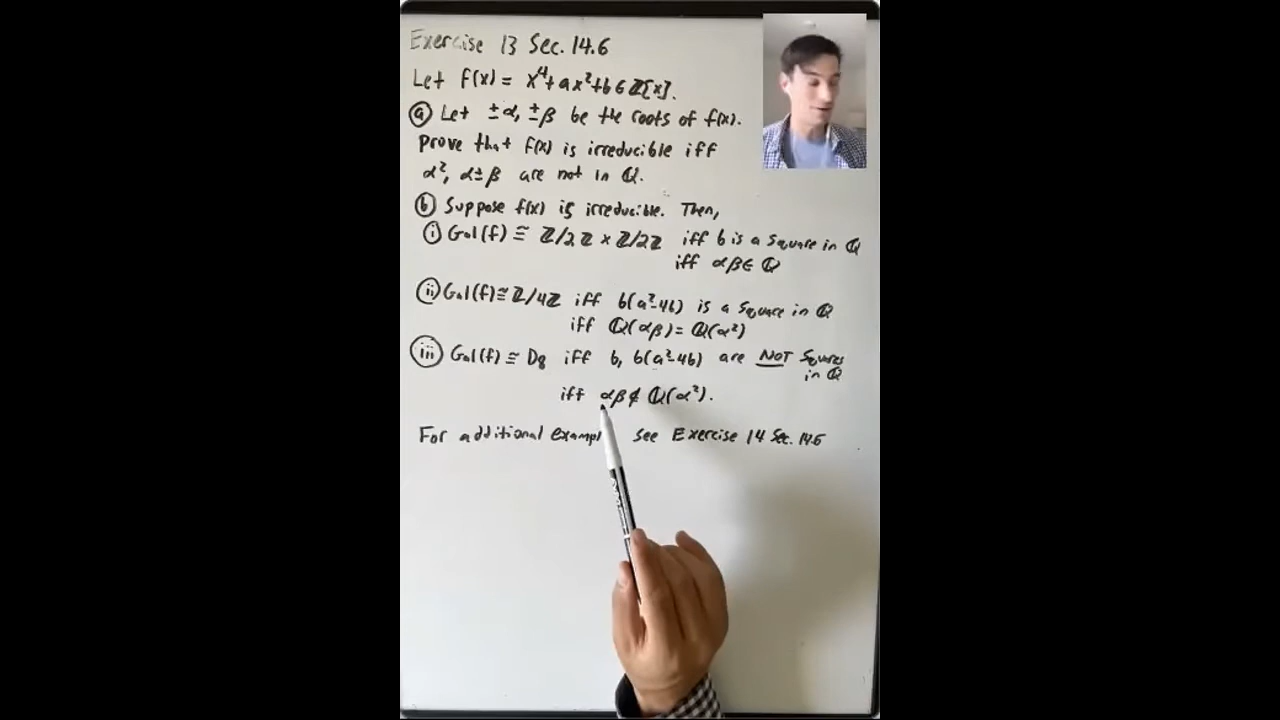 Exercise 13 Sec. 14.6
Let f(x) = x⁴+ax²+b ∈ ℤ[x].
ⓐ Let ±α, ±β be the roots of f(x).
Prove that f(x) is irreducible iff
α², α±β are not in ℚ.
ⓑ Suppose f(x) is irreducible. Then,
ⓘ Gal(f) ≅ ℤ/2ℤ × ℤ/2ℤ iff b is a square in ℚ
iff αβ ∈ ℚ
ⓘⓘ Gal(f) ≅ ℤ/4ℤ iff b(a²-4b) is a square in ℚ
iff ℚ(αβ) = ℚ(α²)
ⓘⓘⓘ Gal(f) ≅ D₈ iff b, b(a²-4b) are NOT squares
in ℚ
iff αβ ∉ ℚ(α²).
For additional exampl see Exercise 14 Sec. 14.6